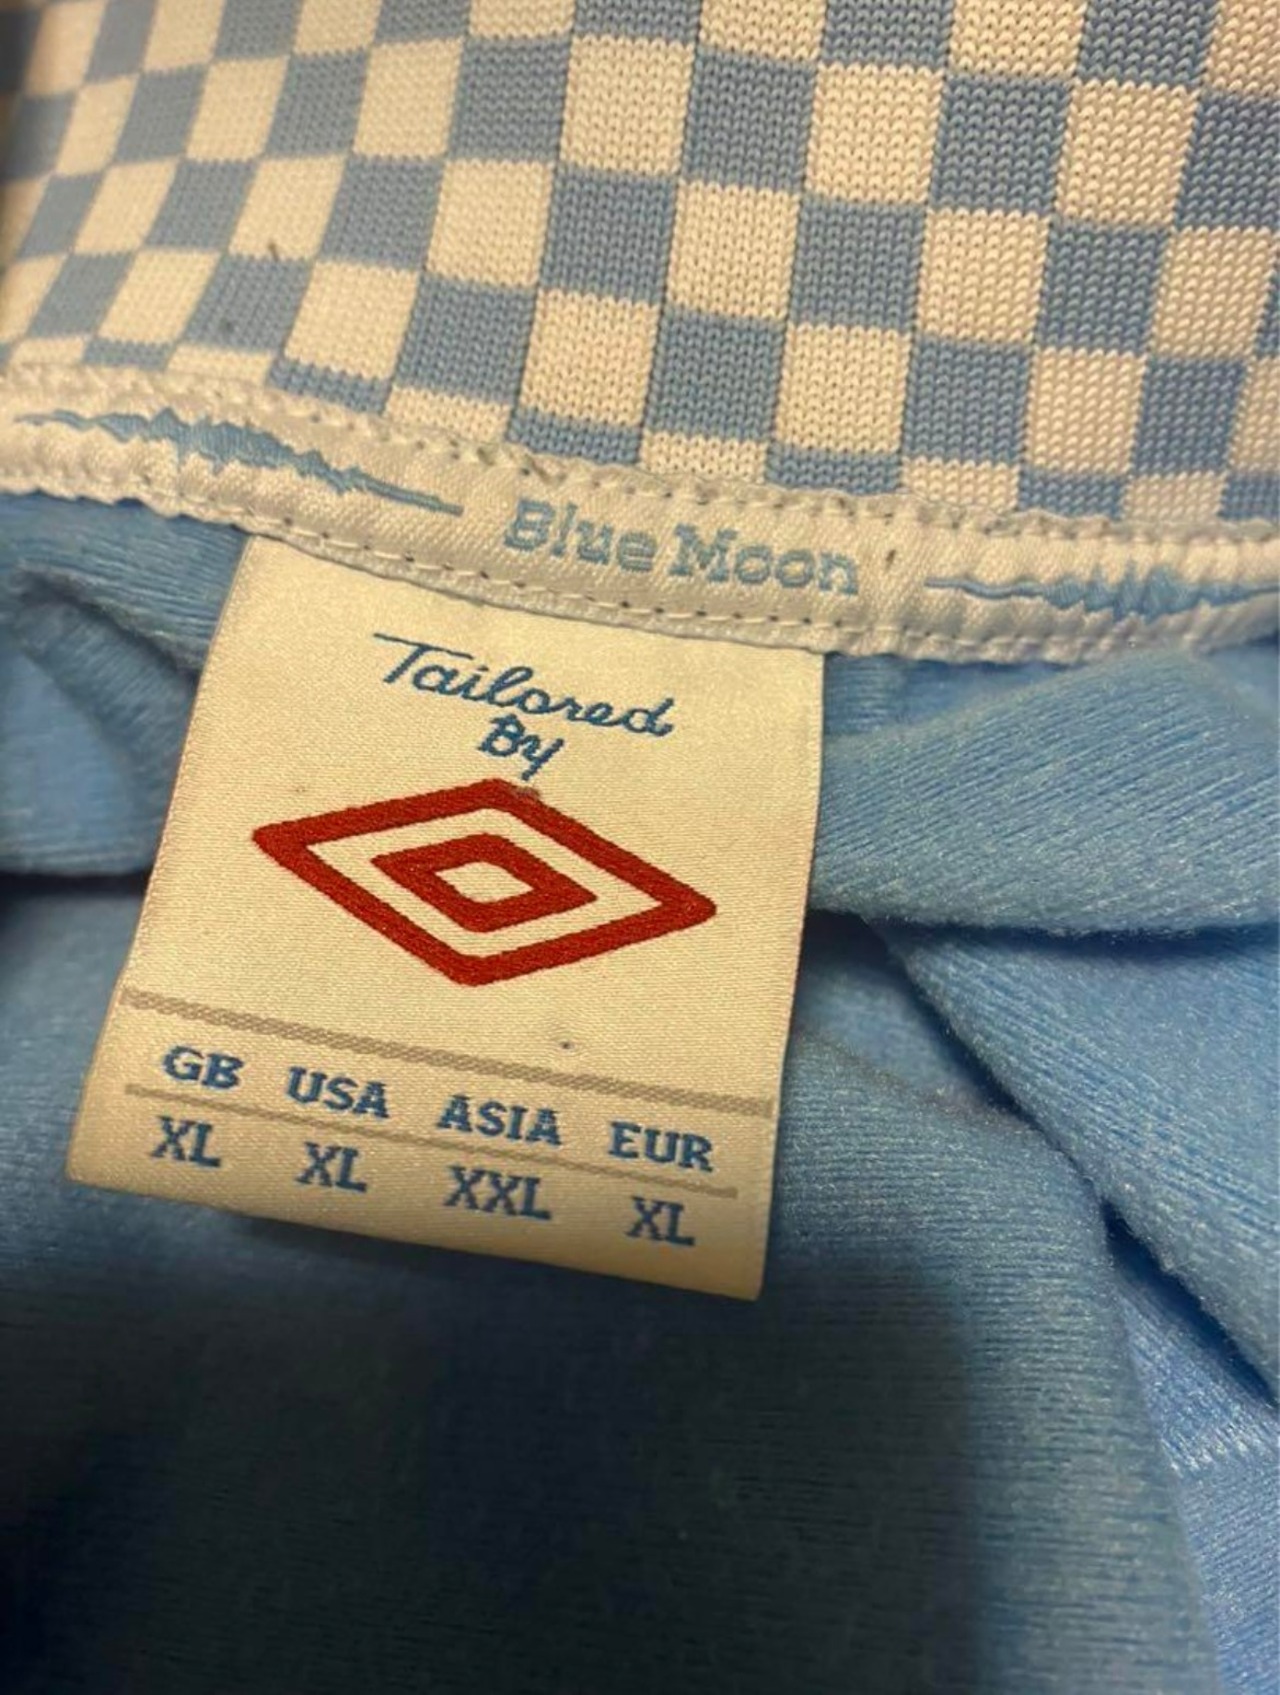 Blue Moon
Tailored
By
GB USA ASIA EUR
XL XL XXL XL